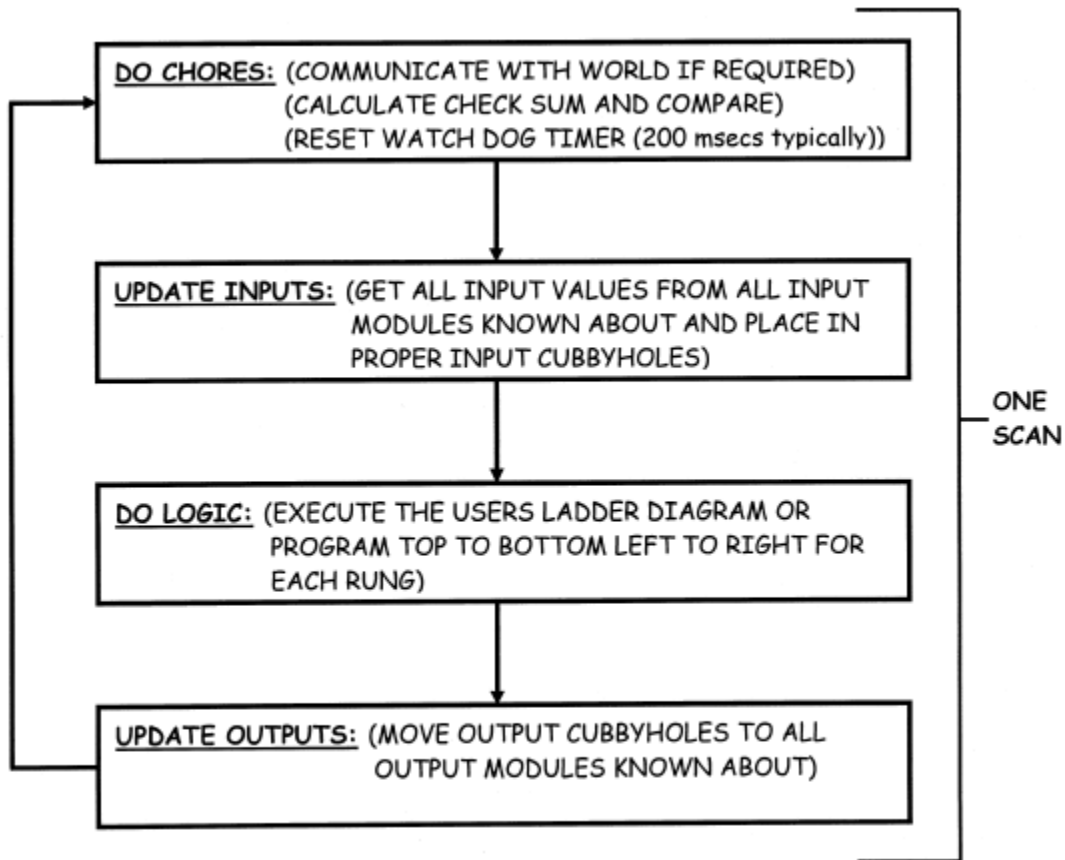 DO CHORES: (COMMUNICATE WITH WORLD IF REQUIRED)
(CALCULATE CHECK SUM AND COMPARE)
(RESET WATCH DOG TIMER (200 msecs typically))
UPDATE INPUTS: (GET ALL INPUT VALUES FROM ALL INPUT
MODULES KNOWN ABOUT AND PLACE IN
PROPER INPUT CUBBYHOLES)
ONE
SCAN
DO LOGIC: (EXECUTE THE USERS LADDER DIAGRAM OR
PROGRAM TOP TO BOTTOM LEFT TO RIGHT FOR
EACH RUNG)
UPDATE OUTPUTS: (MOVE OUTPUT CUBBYHOLES TO ALL
OUTPUT MODULES KNOWN ABOUT)